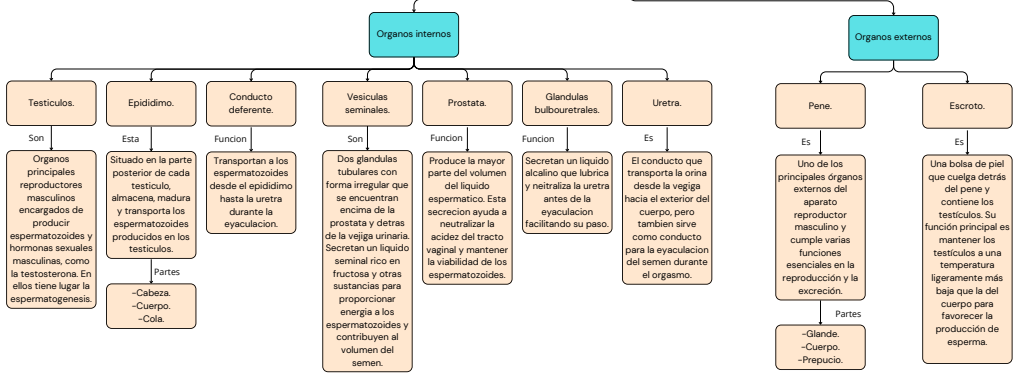 Organos internos
Organos externos
Testiculos.
Epididimo.
Conducto
deferente.
Vesiculas
seminales.
Prostata.
Glandulas
bulbouretrales.
Uretra.
Pene.
Escroto.
Son
Esta
Funcion
Son
Funcion
Funcion
Es
Es
Es
Organos
principales
reproductores
masculinos
encargados de
producir
espermatozoides y
hormonas sexuales
masculinas, como
la testosterona. En
ellos tiene lugar la
espermatogenesis.
Situado en la parte
posterior de cada
testiculo,
almacena, madura
y transporta los
espermatozoides
producidos en los
testiculos.
Partes
-Cabeza.
-Cuerpo.
-Cola.
Transportan a los
espermatozoides
desde el epididimo
hasta la uretra
durante la
eyaculacion.
Dos glandulas
tubulares con
forma irregular que
se encuentran
encima de la
prostata y detras
de la vejiga urinaria.
Secretan un liquido
seminal rico en
fructosa y otras
sustancias para
proporcionar
energia a los
espermatozoides y
contribuyen al
volumen del
semen.
Produce la mayor
parte del volumen
del liquido
espermatico. Esta
secrecion ayuda a
neutralizar la
acidez del tracto
vaginal y mantener
la viabilidad de los
espermatozoides.
Secretan un liquido
alcalino que lubrica
y neitraliza la uretra
antes de la
eyaculacion
facilitando su paso.
El conducto que
transporta la orina
desde la vegiga
hacia el exterior del
cuerpo, pero
tambien sirve
como conducto
para la eyaculacion
del semen durante
el orgasmo.
Uno de los
principales órganos
externos del
aparato
reproductor
masculino y
cumple varias
funciones
esenciales en la
reproducción y la
excreción.
Partes
-Glande.
-Cuerpo.
-Prepucio.
Una bolsa de piel
que cuelga detrás
del pene y
contiene los
testículos. Su
función principal es
mantener los
testículos a una
temperatura
ligeramente más
baja que la del
cuerpo para
favorecer la
producción de
esperma.